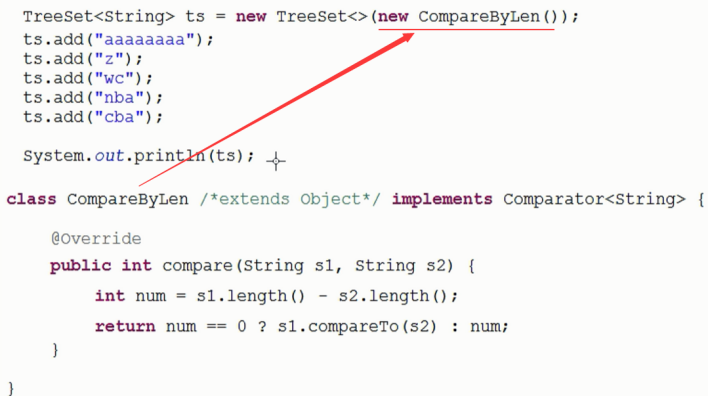 TreeSet<String> ts = new TreeSet<>(new CompareByLen());
ts.add("aaaaaaaa");
ts.add("z");
ts.add("wc");
ts.add("nba");
ts.add("cba");
System.out.println(ts);
class CompareByLen /*extends Object*/ implements Comparator<String> {
@Override
public int compare(String s1, String s2) {
int num = s1.length() - s2.length();
return num == 0 ? s1.compareTo(s2) : num;
}
}